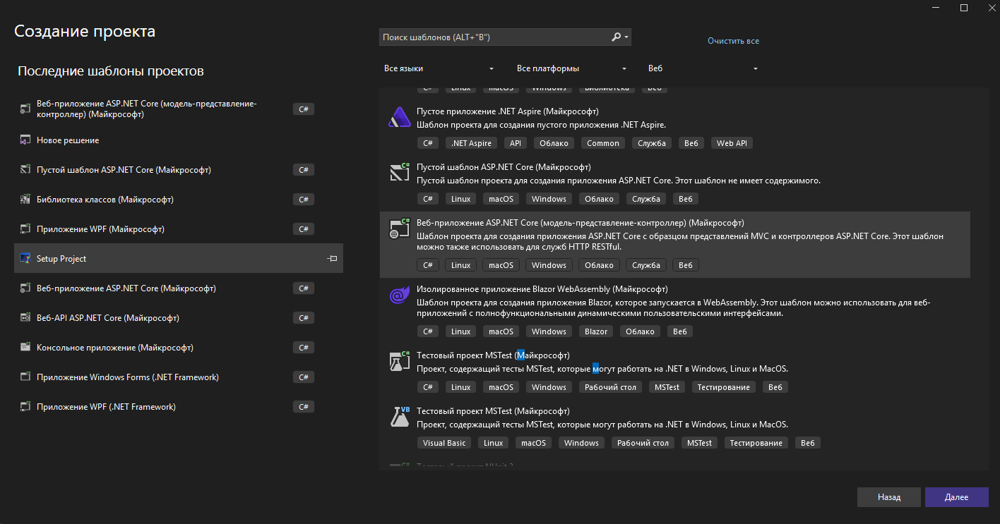 Создание проекта
Последние шаблоны проектов
Веб-приложение ASP.NET Core (модель-представление-
контроллер) (Майкрософт)
C#
Новое решение
Пустой шаблон ASP.NET Core (Майкрософт)
C#
Библиотека классов (Майкрософт)
C#
Приложение WPF (Майкрософт)
C#
Setup Project
Веб-приложение ASP.NET Core (Майкрософт)
C#
Веб-API ASP.NET Core (Майкрософт)
C#
Консольное приложение (Майкрософт)
C#
Приложение Windows Forms (.NET Framework)
C#
Приложение WPF (.NET Framework)
C#
Поиск шаблонов (ALT+"B")
Очистить все
Все языки Все платформы Веб
C# Linux macOS Windows Библиотека Веб
Пустое приложение .NET Aspire (Майкрософт)
Шаблон проекта для создания пустого приложения .NET Aspire.
C# .NET Aspire API Облако Common Служба Веб Web API
Пустой шаблон ASP.NET Core (Майкрософт)
Пустой шаблон проекта для создания приложения ASP.NET Core. Этот шаблон не имеет содержимого.
C# Linux macOS Windows Облако Служба Веб
Веб-приложение ASP.NET Core (модель-представление-контроллер) (Майкрософт)
Шаблон проекта для создания приложения ASP.NET Core с образцом представлений MVC и контроллеров ASP.NET Core. Этот шаблон
можно также использовать для служб HTTP RESTful.
C# Linux macOS Windows Облако Служба Веб
Изолированное приложение Blazor WebAssembly (Майкрософт)
Шаблон проекта для создания приложения Blazor, которое запускается в WebAssembly. Этот шаблон можно использовать для веб-
приложений с полнофункциональными динамическими пользовательскими интерфейсами.
C# Linux macOS Windows Blazor Облако Веб
Тестовый проект MSTest (Майкрософт)
Проект, содержащий тесты MSTest, которые могут работать на .NET в Windows, Linux и MacOS.
C# Linux macOS Windows Рабочий стол MSTest Тестирование Веб
Тестовый проект MSTest (Майкрософт)
Проект, содержащий тесты MSTest, которые могут работать на .NET в Windows, Linux и MacOS.
Visual Basic Linux macOS Windows Рабочий стол MSTest Тестирование Веб
Тестовый проект NUnit 3
Назад Далее